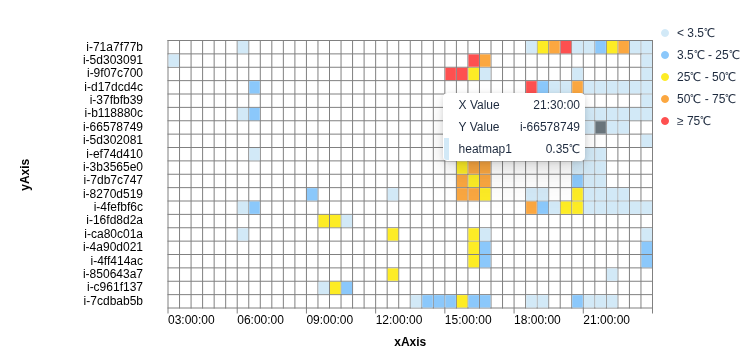 i-71a7f77b
i-5d303091
i-9f07c700
i-d17dcd4c
i-37fbfb39
i-b118880c
i-66578749
i-5d302081
i-ef74d410
i-3b3565e0
i-7db7c747
i-8270d519
i-4fefbf6c
i-16fd8d2a
i-ca80c01a
i-4a90d021
i-4ff414ac
i-850643a7
i-c961f137
i-7cdbab5b
yAxis
03:00:00 06:00:00 09:00:00 12:00:00 15:00:00 18:00:00 21:00:00
xAxis
X Value 21:30:00
Y Value i-66578749
heatmap1 0.35℃
< 3.5℃
3.5℃ - 25℃
25℃ - 50℃
50℃ - 75℃
≥ 75℃